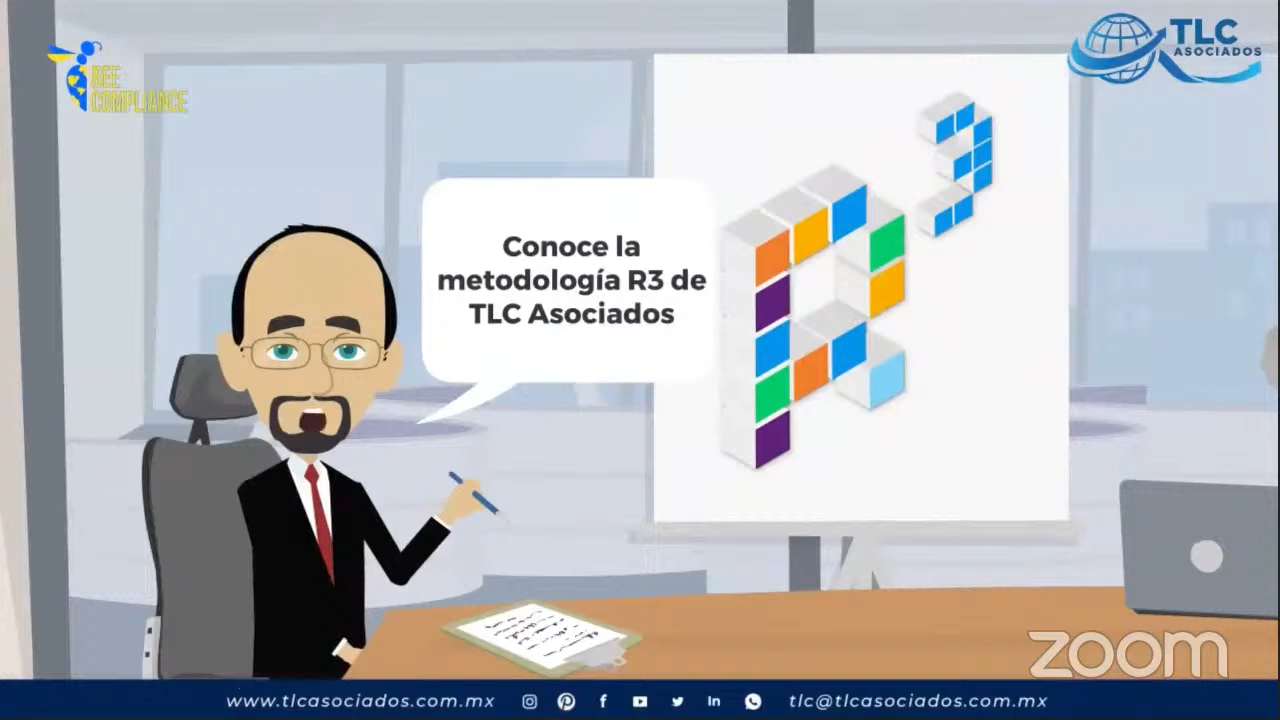 BEE
COMPLIANCE
TLC
ASOCIADOS
Conoce la
metodología R3 de
TLC Asociados
R3
zoom
www.tlcasociados.com.mx
tlc@tlcasociados.com.mx